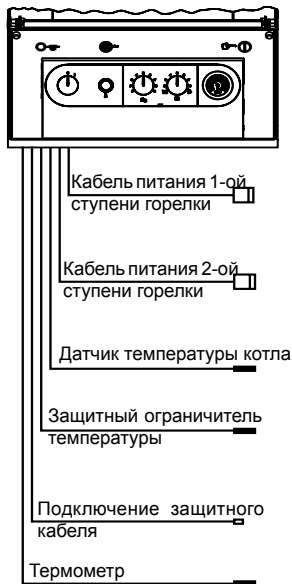 Кабель питания 1-ой
ступени горелки
Кабель питания 2-ой
ступени горелки
Датчик температуры котла
Защитный ограничитель
температуры
Подключение защитного
кабеля
Термометр